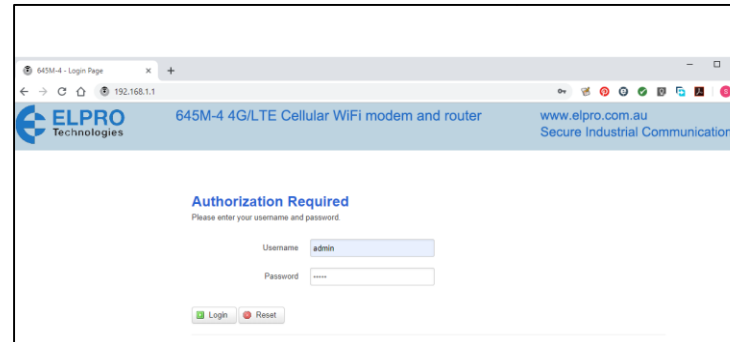 645M-4 - Login Page
192.168.1.1
ELPRO
Technologies
645M-4 4G/LTE Cellular WiFi modem and router
www.elpro.com.au
Secure Industrial Communication
Authorization Required
Please enter your username and password.
Username admin
Password •••••
Login Reset